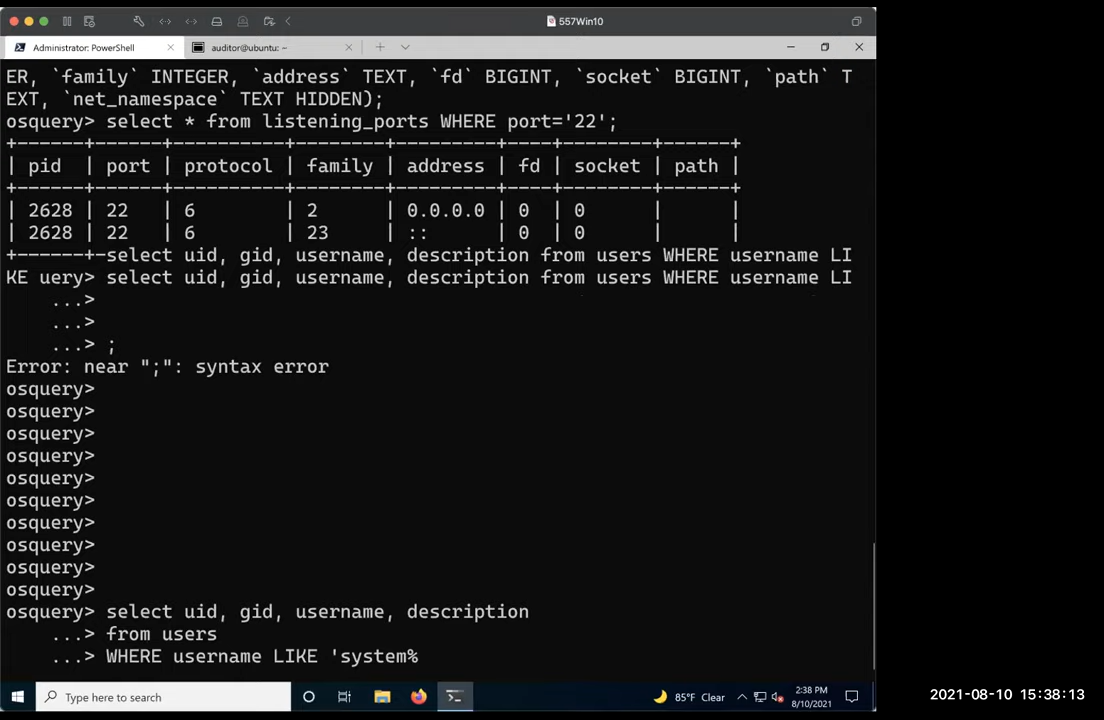 557Win10
Administrator: PowerShell
auditor@ubuntu: ~
ER, `family` INTEGER, `address` TEXT, `fd` BIGINT, `socket` BIGINT, `path` T
EXT, `net_namespace` TEXT HIDDEN);
osquery> select * from listening_ports WHERE port='22';
+------+------+----------+--------+---------+----+--------+------+
| pid | port | protocol | family | address | fd | socket | path |
+------+------+----------+--------+---------+----+--------+------+
| 2628 | 22 | 6 | 2 | 0.0.0.0 | 0 | 0 | |
| 2628 | 22 | 6 | 23 | :: | 0 | 0 | |
+------+--select uid, gid, username, description from users WHERE username LI
KE uery> select uid, gid, username, description from users WHERE username LI
...>
...>
...> ;
Error: near ";": syntax error
osquery>
osquery>
osquery>
osquery>
osquery>
osquery>
osquery>
osquery>
osquery>
osquery>
osquery> select uid, gid, username, description
...> from users
...> WHERE username LIKE 'system%
Type here to search
85°F Clear
2:38 PM
8/10/2021
2021-08-10 15:38:13